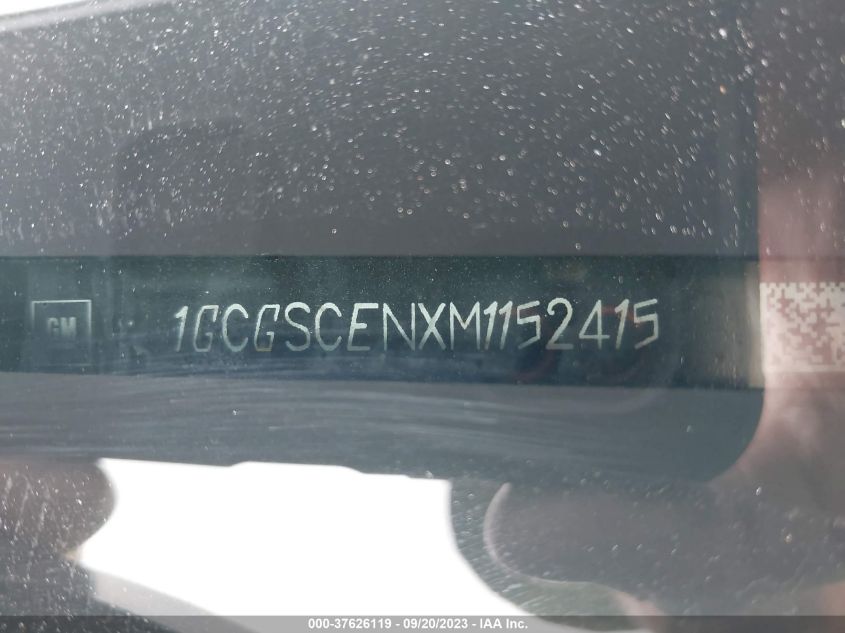 GM 1GCGSCENXM1152415
000-37626119 - 09/20/2023 - IAA Inc.